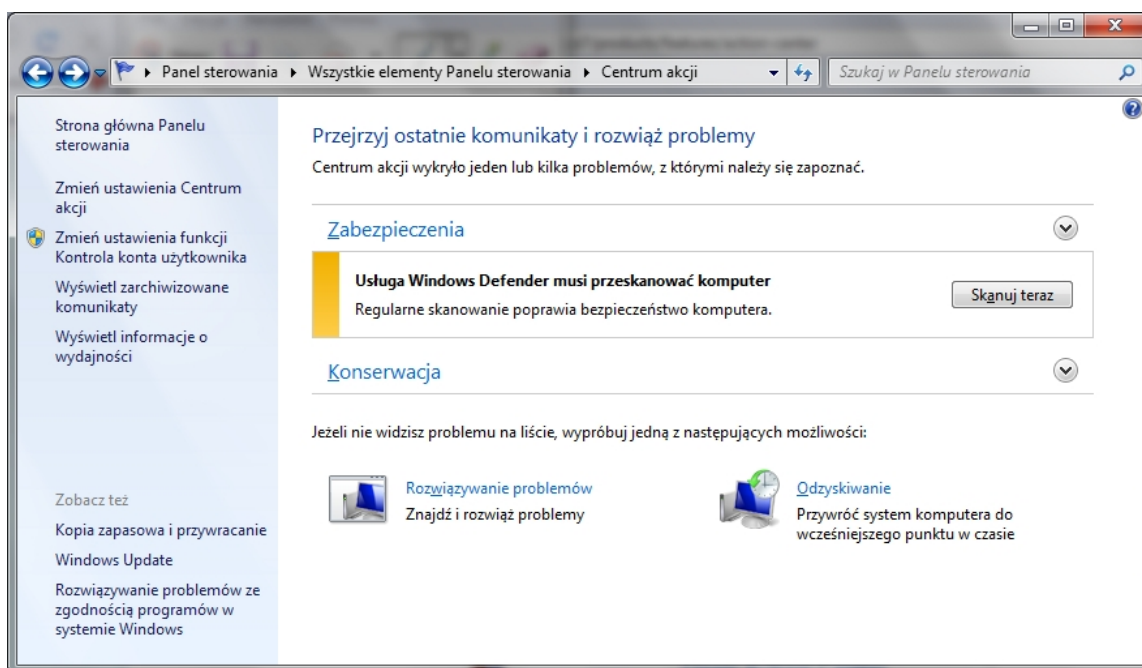 Panel sterowania ▸ Wszystkie elementy Panelu sterowania ▸ Centrum akcji
Szukaj w Panelu sterowania
Strona główna Panelu
sterowania
Zmień ustawienia Centrum
akcji
Zmień ustawienia funkcji
Kontrola konta użytkownika
Wyświetl zarchiwizowane
komunikaty
Wyświetl informacje o
wydajności
Zobacz też
Kopia zapasowa i przywracanie
Windows Update
Rozwiązywanie problemów ze
zgodnością programów w
systemie Windows
Przejrzyj ostatnie komunikaty i rozwiąż problemy
Centrum akcji wykryło jeden lub kilka problemów, z którymi należy się zapoznać.
Zabezpieczenia
Usługa Windows Defender musi przeskanować komputer
Regularne skanowanie poprawia bezpieczeństwo komputera.
Skanuj teraz
Konserwacja
Jeżeli nie widzisz problemu na liście, wypróbuj jedną z następujących możliwości:
Rozwiązywanie problemów
Znajdź i rozwiąż problemy
Odzyskiwanie
Przywróć system komputera do
wcześniejszego punktu w czasie